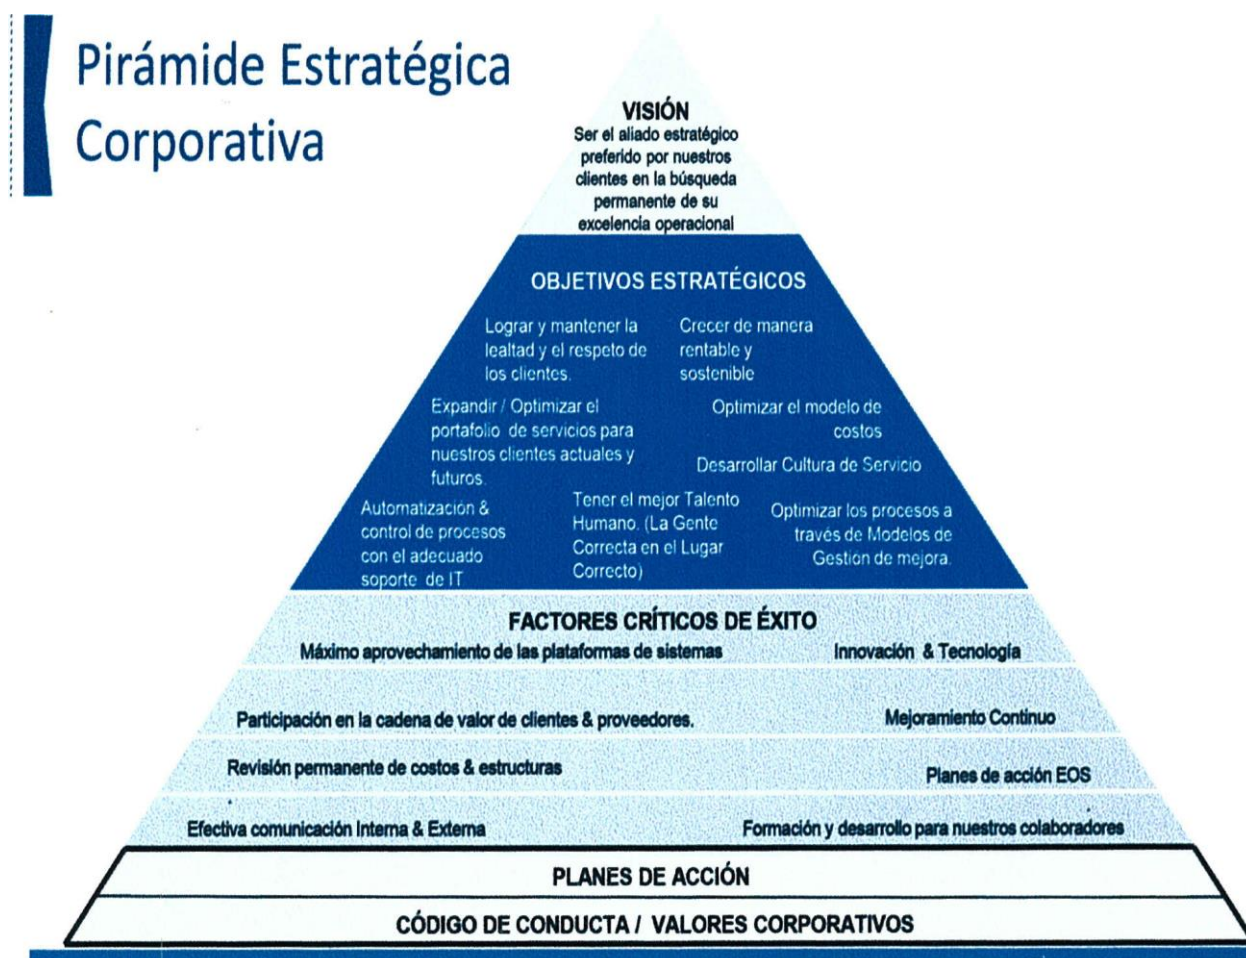 Pirámide Estratégica
Corporativa
VISIÓN
Ser el aliado estratégico
preferido por nuestros
clientes en la búsqueda
permanente de su
excelencia operacional
OBJETIVOS ESTRATÉGICOS
Lograr y mantener la
lealtad y el respeto de
los clientes.
Crecer de manera
rentable y
sostenible
Expandir / Optimizar el
portafolio de servicios para
nuestros clientes actuales y
futuros.
Optimizar el modelo de
costos
Desarrollar Cultura de Servicio
Automatización &
control de procesos
con el adecuado
soporte de IT
Tener el mejor Talento
Humano. (La Gente
Correcta en el Lugar
Correcto)
Optimizar los procesos a
través de Modelos de
Gestión de mejora.
FACTORES CRÍTICOS DE ÉXITO
Máximo aprovechamiento de las plataformas de sistemas
Innovación & Tecnología
Participación en la cadena de valor de clientes & proveedores.
Mejoramiento Continuo
Revisión permanente de costos & estructuras
Planes de acción EOS
Efectiva comunicación Interna & Externa
Formación y desarrollo para nuestros colaboradores
PLANES DE ACCIÓN
CÓDIGO DE CONDUCTA / VALORES CORPORATIVOS